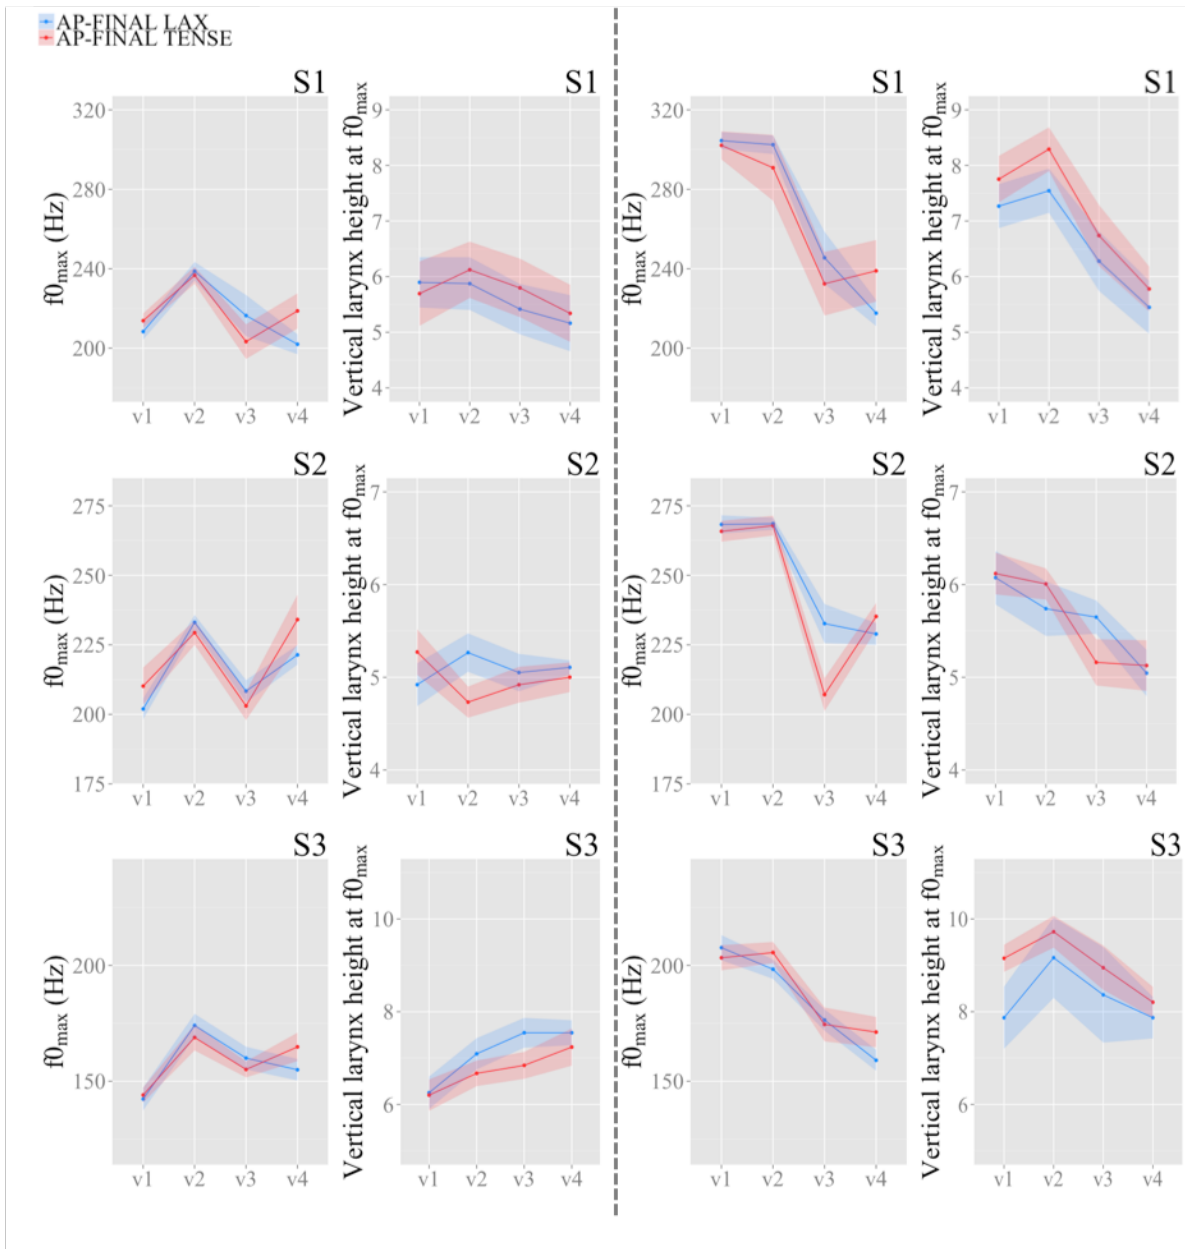 AP-FINAL LAX
AP-FINAL TENSE
S1
f0max (Hz)
320
280
240
200
v1 v2 v3 v4
S1
Vertical larynx height at f0max
9
8
7
6
5
4
v1 v2 v3 v4
S1
f0max (Hz)
320
280
240
200
v1 v2 v3 v4
S1
Vertical larynx height at f0max
9
8
7
6
5
4
v1 v2 v3 v4
S2
f0max (Hz)
275
250
225
200
175
v1 v2 v3 v4
S2
Vertical larynx height at f0max
7
6
5
4
v1 v2 v3 v4
S2
f0max (Hz)
275
250
225
200
175
v1 v2 v3 v4
S2
Vertical larynx height at f0max
7
6
5
4
v1 v2 v3 v4
S3
f0max (Hz)
200
150
v1 v2 v3 v4
S3
Vertical larynx height at f0max
10
8
6
v1 v2 v3 v4
S3
f0max (Hz)
200
150
v1 v2 v3 v4
S3
Vertical larynx height at f0max
10
8
6
v1 v2 v3 v4